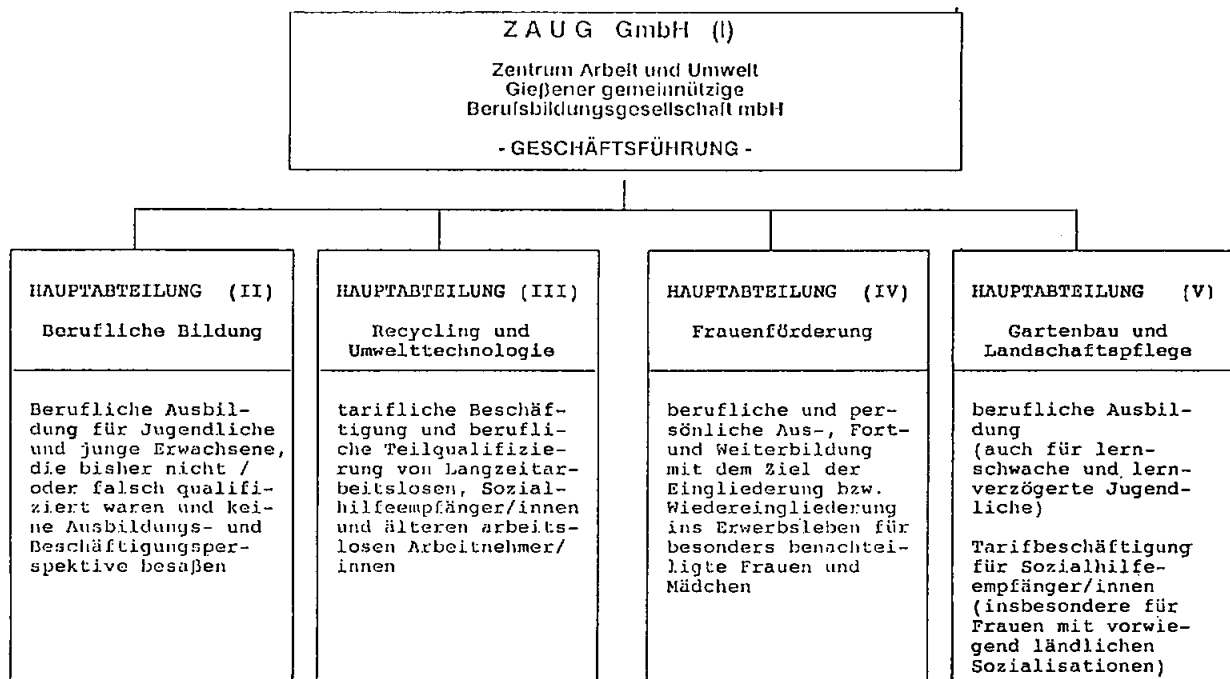 Z A U G GmbH (I)
Zentrum Arbeit und Umwelt
Gießener gemeinnützige
Berufsbildungsgesellschaft mbH
- GESCHÄFTSFÜHRUNG -
HAUPTABTEILUNG (II)
Berufliche Bildung
Berufliche Ausbil-
dung für Jugendliche
und junge Erwachsene,
die bisher nicht /
oder falsch qualifi-
ziert waren und kei-
ne Ausbildungs- und
Beschäftigungsper-
spektive besaßen
HAUPTABTEILUNG (III)
Recycling und
Umwelttechnologie
tarifliche Beschäf-
tigung und berufli-
che Teilqualifizie-
rung von Langzeitar-
beitslosen, Sozial-
hilfeempfänger/innen
und älteren arbeits-
losen Arbeitnehmer/
innen
HAUPTABTEILUNG (IV)
Frauenförderung
berufliche und per-
sönliche Aus-, Fort-
und Weiterbildung
mit dem Ziel der
Eingliederung bzw.
Wiedereingliederung
ins Erwerbsleben für
besonders benachtei-
ligte Frauen und
Mädchen
HAUPTABTEILUNG (V)
Gartenbau und
Landschaftspflege
berufliche Ausbil-
dung
(auch für lern-
schwache und lern-
verzögerte Jugend-
liche)
Tarifbeschäftigung
für Sozialhilfe-
empfänger/innen
(insbesondere für
Frauen mit vorwie-
gend ländlichen
Sozialisationen)